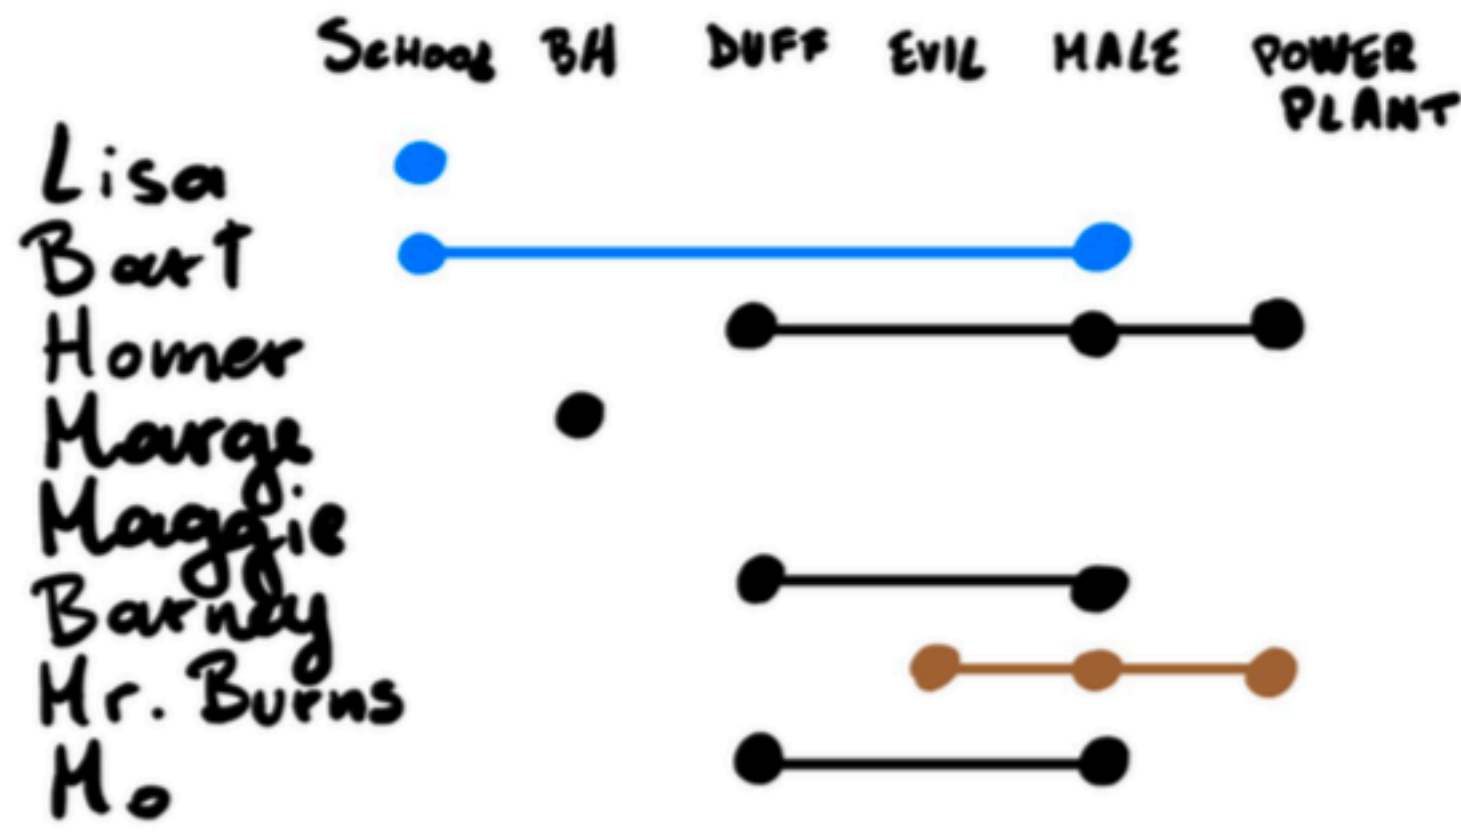 SCHOOL BH DUFF EVIL MALE POWER PLANT
Lisa
Bart
Homer
Marge
Maggie
Barney
Mr. Burns
Mo